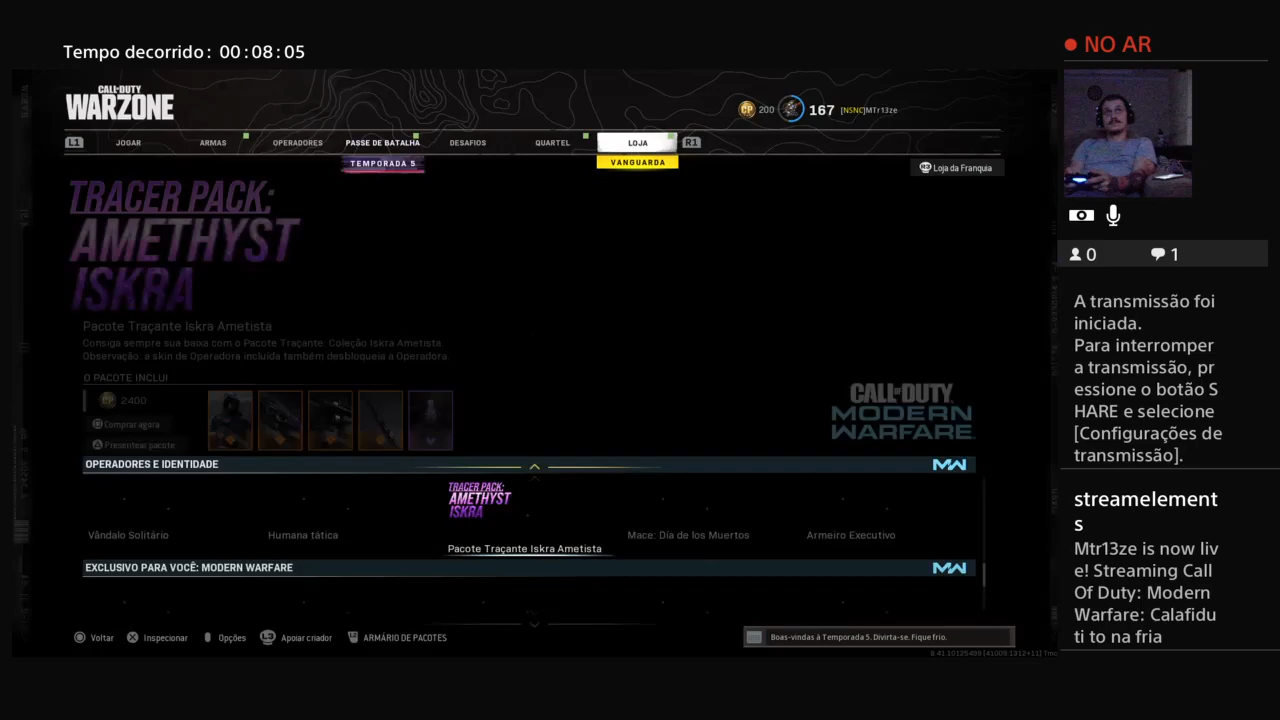 Tempo decorrido: 00:08:05
NO AR
CALL OF DUTY
WARZONE
CP 200 167 [NSNC]MTr13ze
L1 JOGAR ARMAS OPERADORES PASSE DE BATALHA DESAFIOS QUARTEL LOJA R1
TEMPORADA 5 VANGUARDA
R3 Loja da Franquia
TRACER PACK:
AMETHYST
ISKRA
Pacote Traçante Iskra Ametista
Consiga sempre sua baixa com o Pacote Traçante: Coleção Iskra Ametista.
Observação: a skin de Operadora incluída também desbloqueia a Operadora.
O PACOTE INCLUI
CP 2400
Comprar agora
Presentear pacote
CALL OF DUTY
MODERN
WARFARE
OPERADORES E IDENTIDADE MW
TRACER PACK:
AMETHYST
ISKRA
Vândalo Solitário Humana tática Pacote Traçante Iskra Ametista Mace: Día de los Muertos Armeiro Executivo
EXCLUSIVO PARA VOCÊ: MODERN WARFARE MW
Voltar Inspecionar Opções L3 Apoiar criador ARMÁRIO DE PACOTES
Boas-vindas à Temporada 5. Divirta-se. Fique frio.
0 1
A transmissão foi
iniciada.
Para interromper
a transmissão, pr
essione o botão S
HARE e selecione
[Configurações de
transmissão].
streamelement
s
Mtr13ze is now liv
e! Streaming Call
Of Duty: Modern
Warfare: Calafidu
ti to na fria